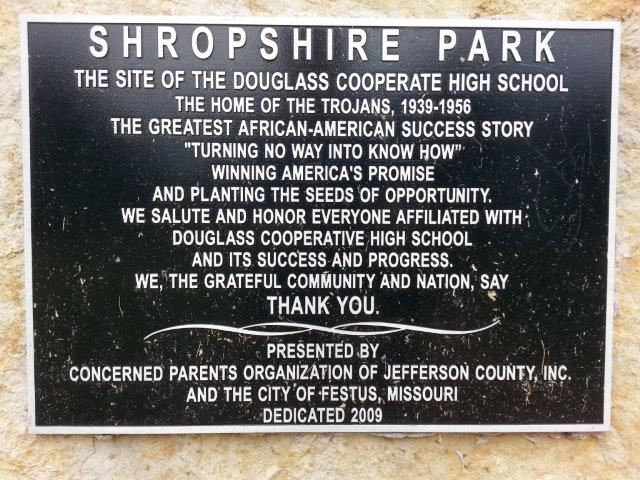 SHROPSHIRE PARK
THE SITE OF THE DOUGLASS COOPERATE HIGH SCHOOL
THE HOME OF THE TROJANS, 1939-1956
THE GREATEST AFRICAN-AMERICAN SUCCESS STORY
"TURNING NO WAY INTO KNOW HOW"
WINNING AMERICA'S PROMISE
AND PLANTING THE SEEDS OF OPPORTUNITY.
WE SALUTE AND HONOR EVERYONE AFFILIATED WITH
DOUGLASS COOPERATIVE HIGH SCHOOL
AND ITS SUCCESS AND PROGRESS.
WE, THE GRATEFUL COMMUNITY AND NATION, SAY
THANK YOU.
PRESENTED BY
CONCERNED PARENTS ORGANIZATION OF JEFFERSON COUNTY, INC.
AND THE CITY OF FESTUS, MISSOURI
DEDICATED 2009